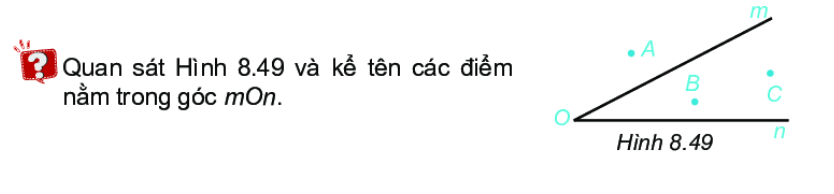 Quan sát Hình 8.49 và kể tên các điểm
nằm trong góc mOn.
m
A
B
C
O
n
Hình 8.49